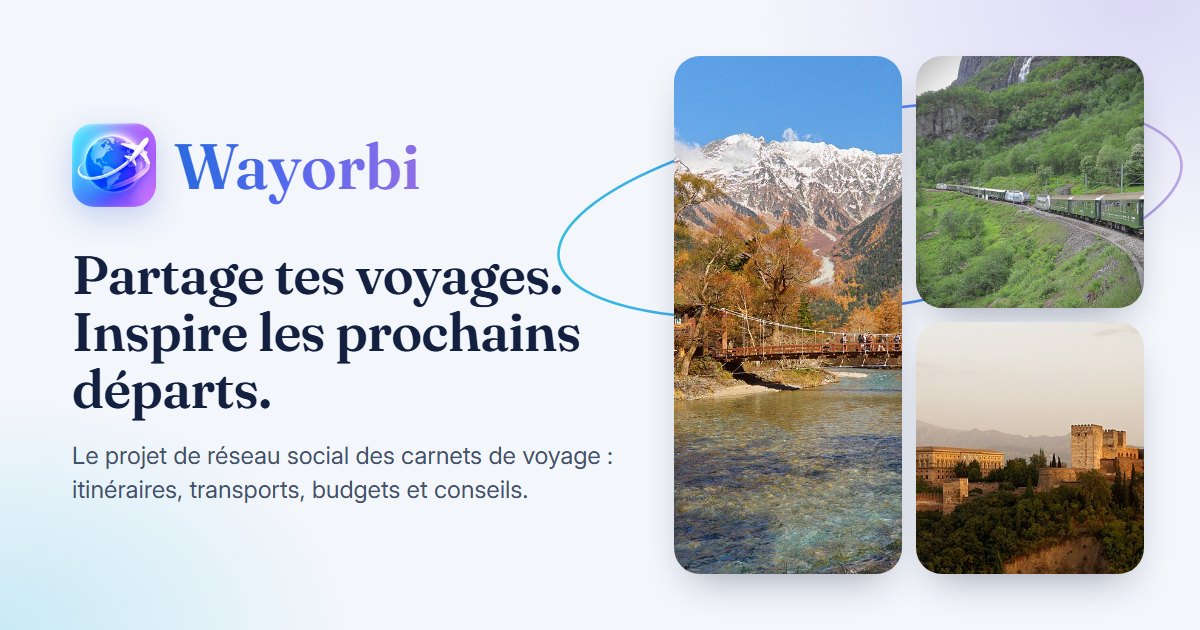 Wayorbi
Partage tes voyages.
Inspire les prochains
départs.
Le projet de réseau social des carnets de voyage :
itinéraires, transports, budgets et conseils.